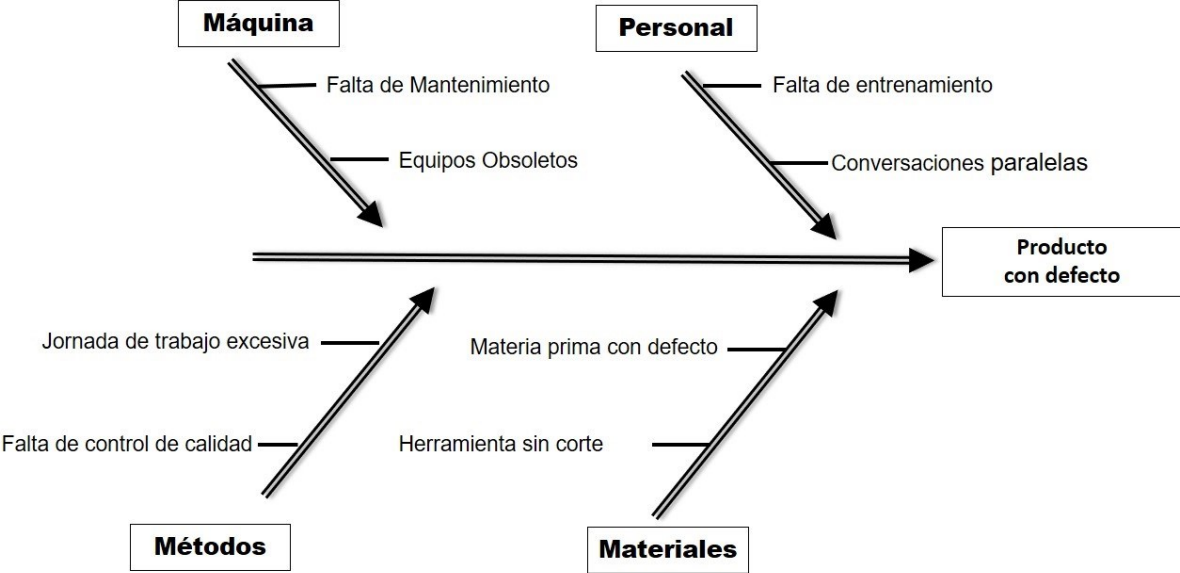 Máquina
Personal
Falta de Mantenimiento
Falta de entrenamiento
Equipos Obsoletos
Conversaciones paralelas
Producto
con defecto
Jornada de trabajo excesiva
Materia prima con defecto
Falta de control de calidad
Herramienta sin corte
Métodos
Materiales